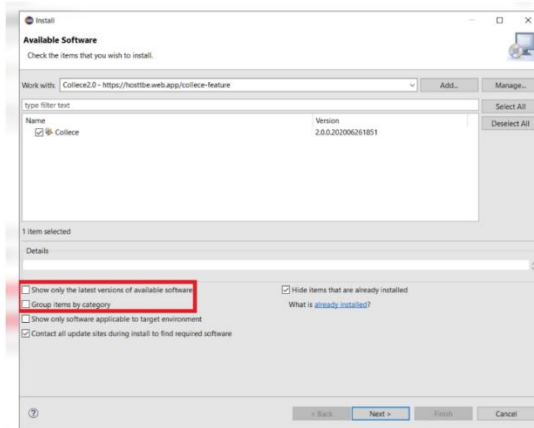 Install
Available Software
Check the items that you wish to install.
Work with: Collece2.0 - https://hosttbe.web.app/collece-feature Add... Manage...
type filter text Select All
Name Version Deselect All
Collece 2.0.0.202006261851
1 item selected
Details
Show only the latest versions of available software Hide items that are already installed
Group items by category What is already installed?
Show only software applicable to target environment
Contact all update sites during install to find required software
? < Back Next > Finish Cancel